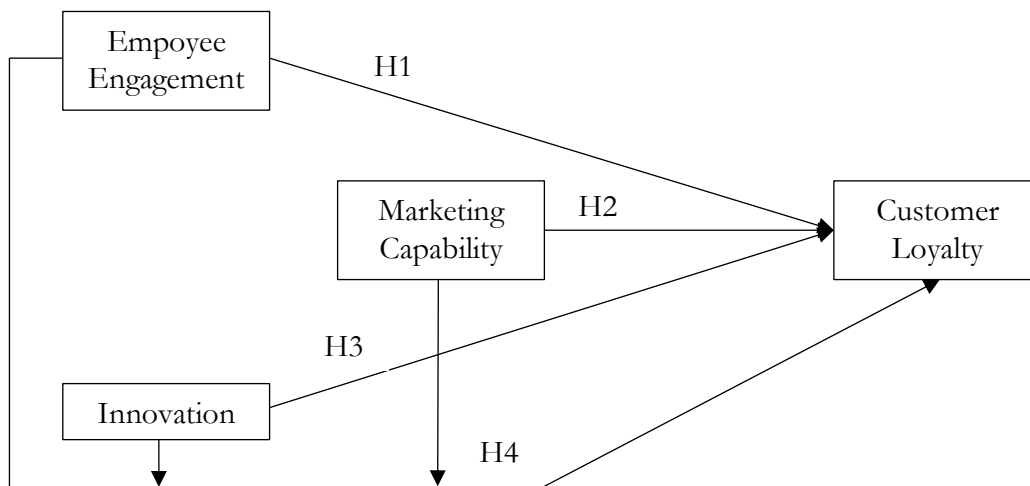 Empoyee
Engagement
H1
Marketing
Capability
H2
Customer
Loyalty
H3
Innovation
H4